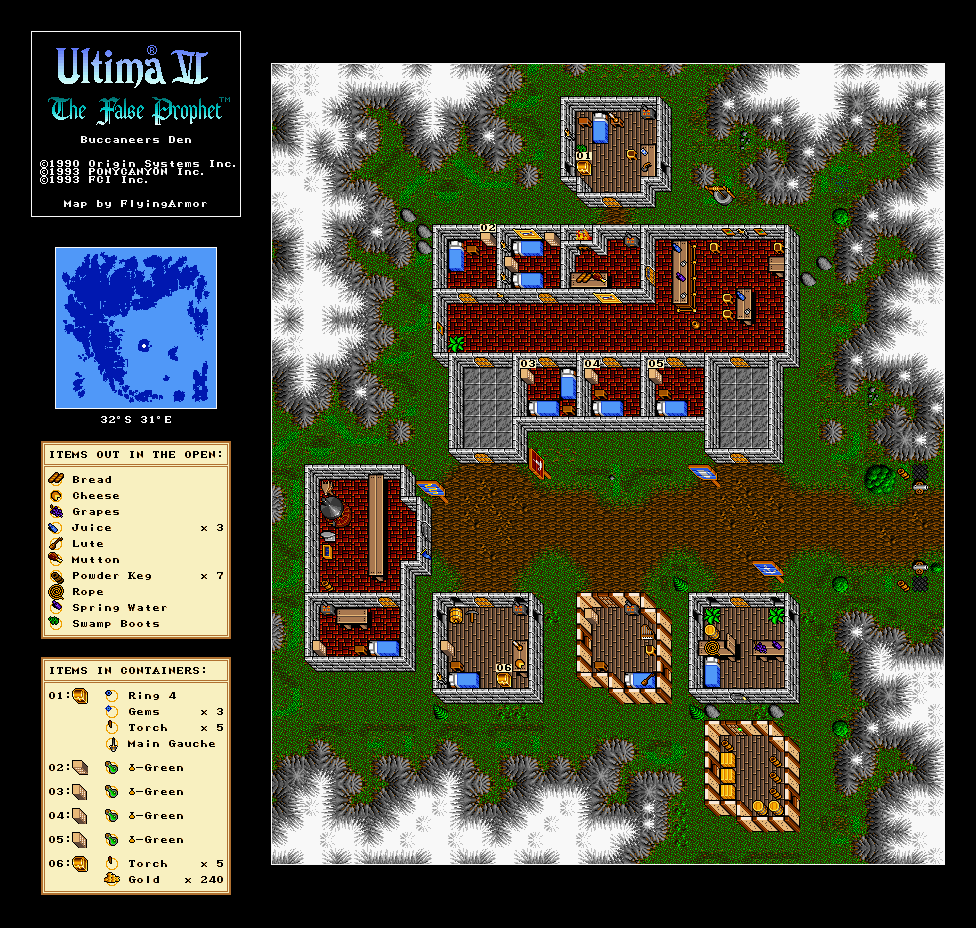 Ultima® VI
The False Prophet™
Buccaneers Den
©1990 Origin Systems Inc.
©1993 PONYCANYON Inc.
©1993 FCI Inc.
Map by FlyingArmor
32°S 31°E
ITEMS OUT IN THE OPEN:
Bread
Cheese
Grapes
Juice x 3
Lute
Mutton
Powder Keg x 7
Rope
Spring Water
Swamp Boots
ITEMS IN CONTAINERS:
01: Ring 4
Gems x 3
Torch x 5
Main Gauche
02: -Green
03: -Green
04: -Green
05: -Green
06: Torch x 5
Gold x 240
01
02
03
04
05
06